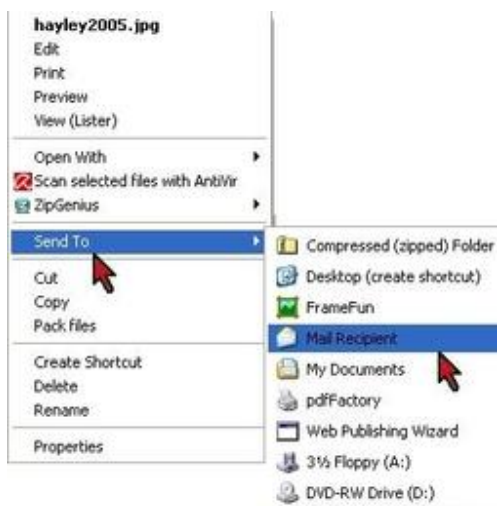 hayley2005.jpg
Edit
Print
Preview
View (Lister)
Open With
Scan selected files with AntiVir
ZipGenius
Send To
Cut
Copy
Pack files
Create Shortcut
Delete
Rename
Properties
Compressed (zipped) Folder
Desktop (create shortcut)
FrameFun
Mail Recipient
My Documents
pdfFactory
Web Publishing Wizard
3½ Floppy (A:)
DVD-RW Drive (D:)